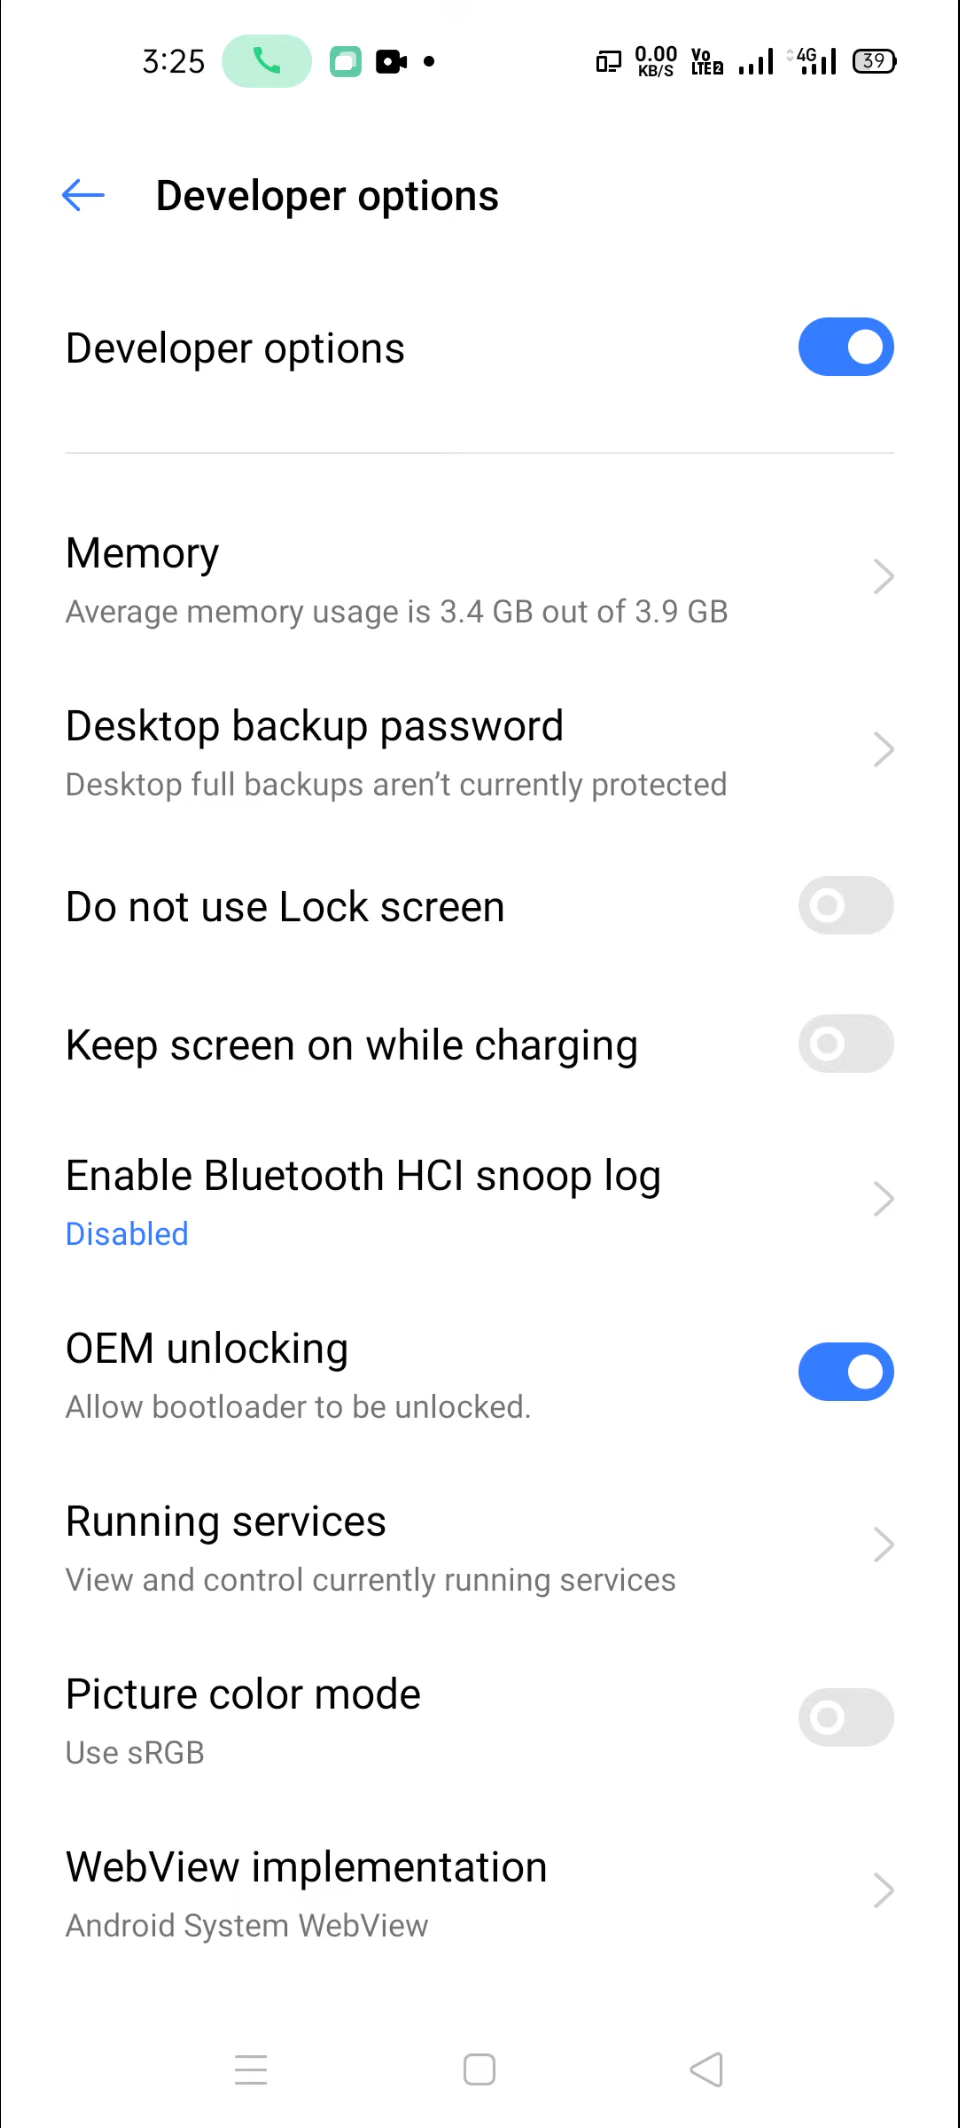 3:25 0.00 KB/S Vo LTE2 4G 39
Developer options
Developer options
Memory
Average memory usage is 3.4 GB out of 3.9 GB
Desktop backup password
Desktop full backups aren’t currently protected
Do not use Lock screen
Keep screen on while charging
Enable Bluetooth HCI snoop log
Disabled
OEM unlocking
Allow bootloader to be unlocked.
Running services
View and control currently running services
Picture color mode
Use sRGB
WebView implementation
Android System WebView